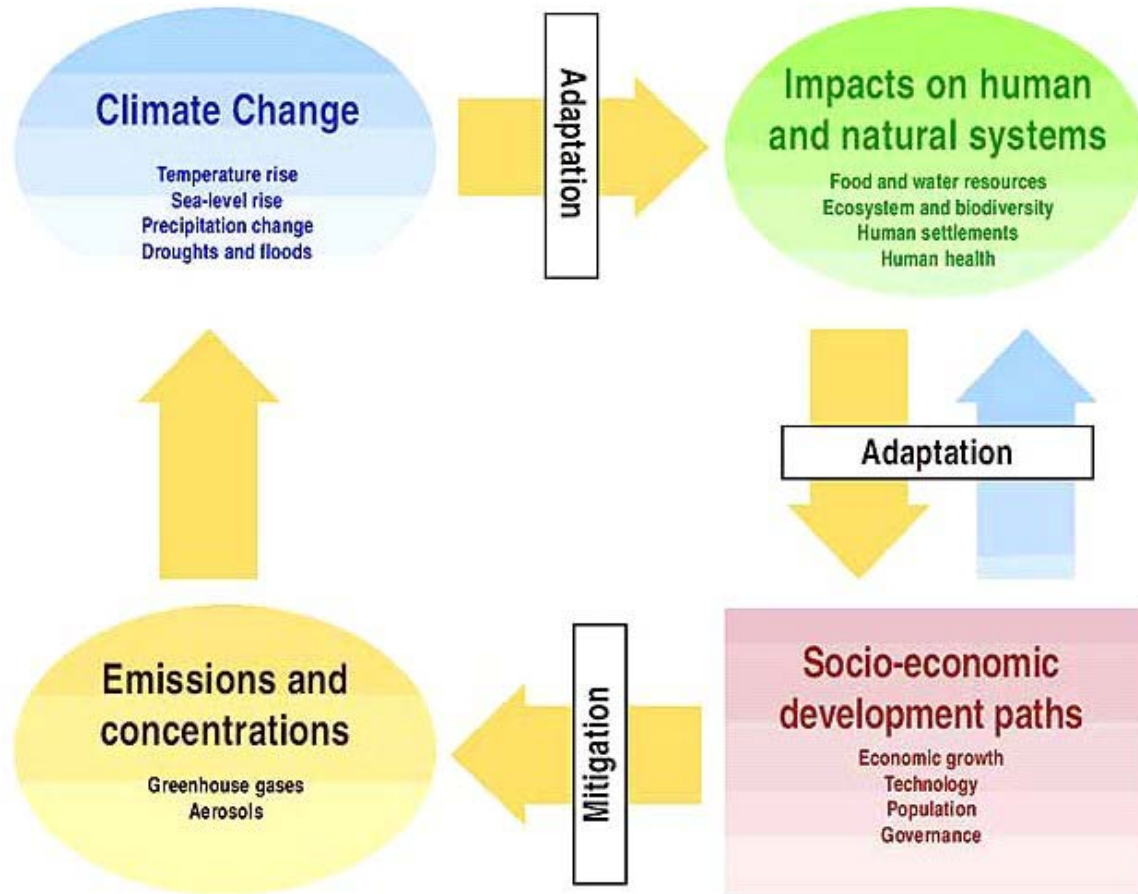 Climate Change
Temperature rise
Sea-level rise
Precipitation change
Droughts and floods
Adaptation
Impacts on human
and natural systems
Food and water resources
Ecosystem and biodiversity
Human settlements
Human health
Adaptation
Emissions and
concentrations
Greenhouse gases
Aerosols
Mitigation
Socio-economic
development paths
Economic growth
Technology
Population
Governance